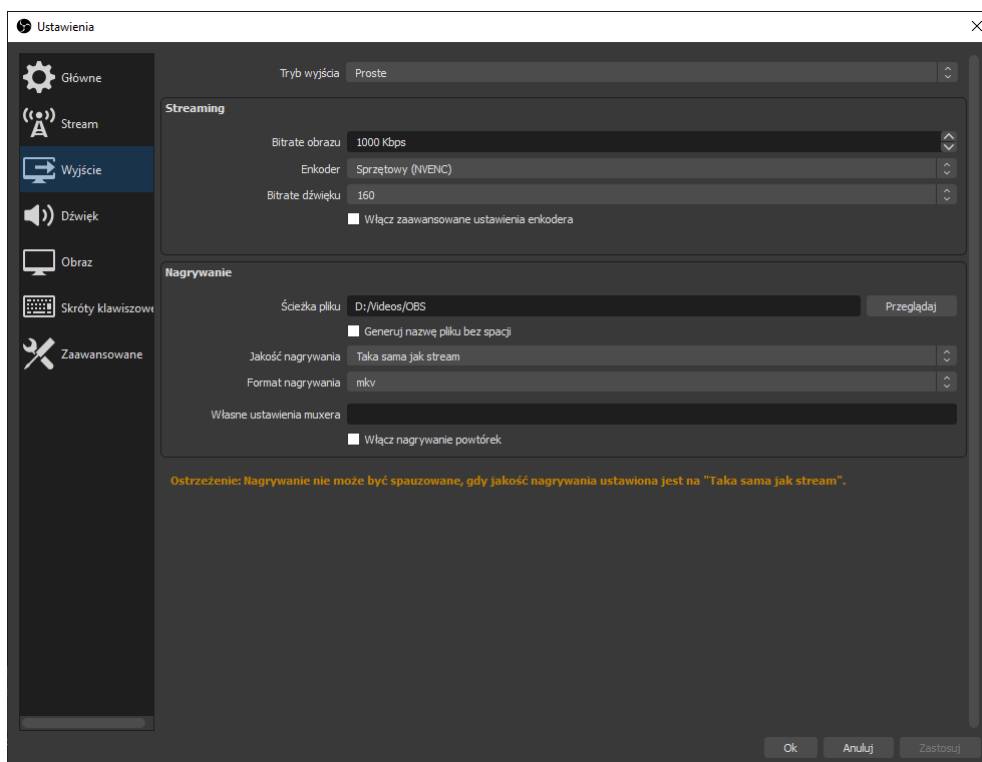 Ustawienia
Główne
Stream
Wyjście
Dźwięk
Obraz
Skróty klawiszowe
Zaawansowane
Tryb wyjścia Proste
Streaming
Bitrate obrazu 1000 Kbps
Enkoder Sprzętowy (NVENC)
Bitrate dźwięku 160
Włącz zaawansowane ustawienia enkodera
Nagrywanie
Ścieżka pliku D:/Videos/OBS Przeglądaj
Generuj nazwę pliku bez spacji
Jakość nagrywania Taka sama jak stream
Format nagrywania mkv
Własne ustawienia muxera
Włącz nagrywanie powtórek
Ostrzeżenie: Nagrywanie nie może być spauzowane, gdy jakość nagrywania ustawiona jest na "Taka sama jak stream".
Ok Anuluj Zastosuj